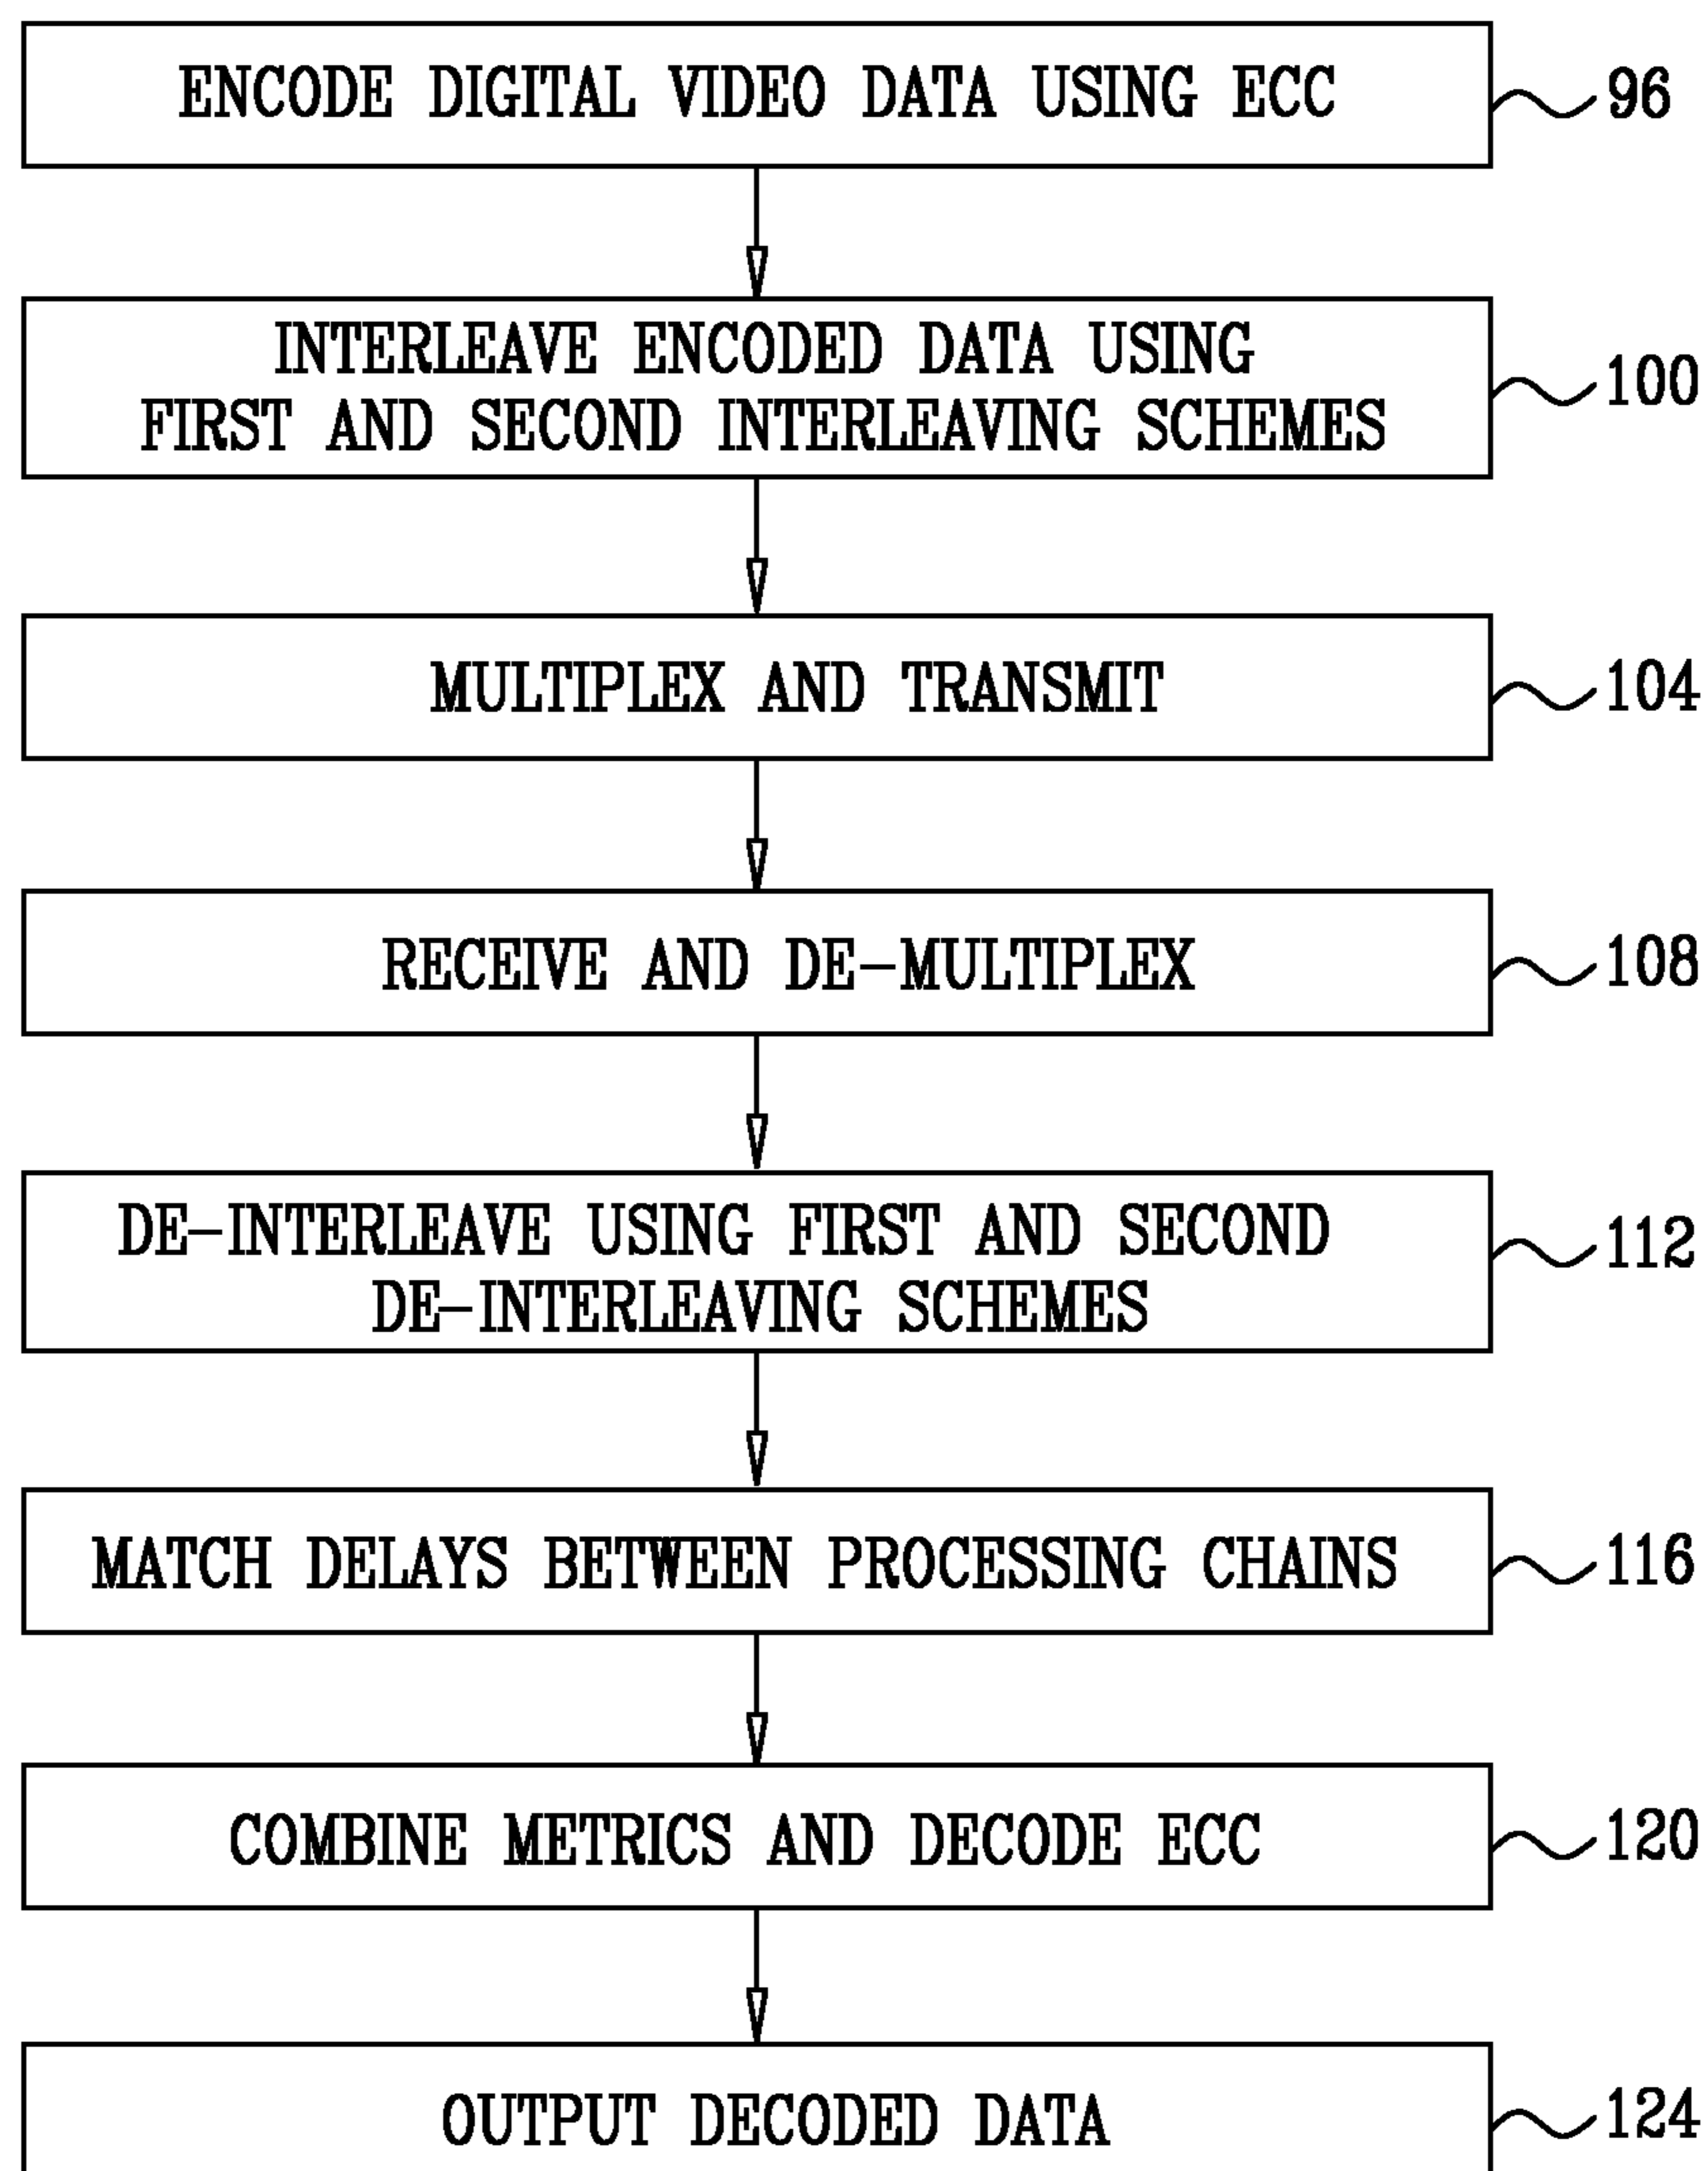 ENCODE DIGITAL VIDEO DATA USING ECC
96
INTERLEAVE ENCODED DATA USING
FIRST AND SECOND INTERLEAVING SCHEMES
100
MULTIPLEX AND TRANSMIT
104
RECEIVE AND DE-MULTIPLEX
108
DE-INTERLEAVE USING FIRST AND SECOND
DE-INTERLEAVING SCHEMES
112
MATCH DELAYS BETWEEN PROCESSING CHAINS
116
COMBINE METRICS AND DECODE ECC
120
OUTPUT DECODED DATA
124